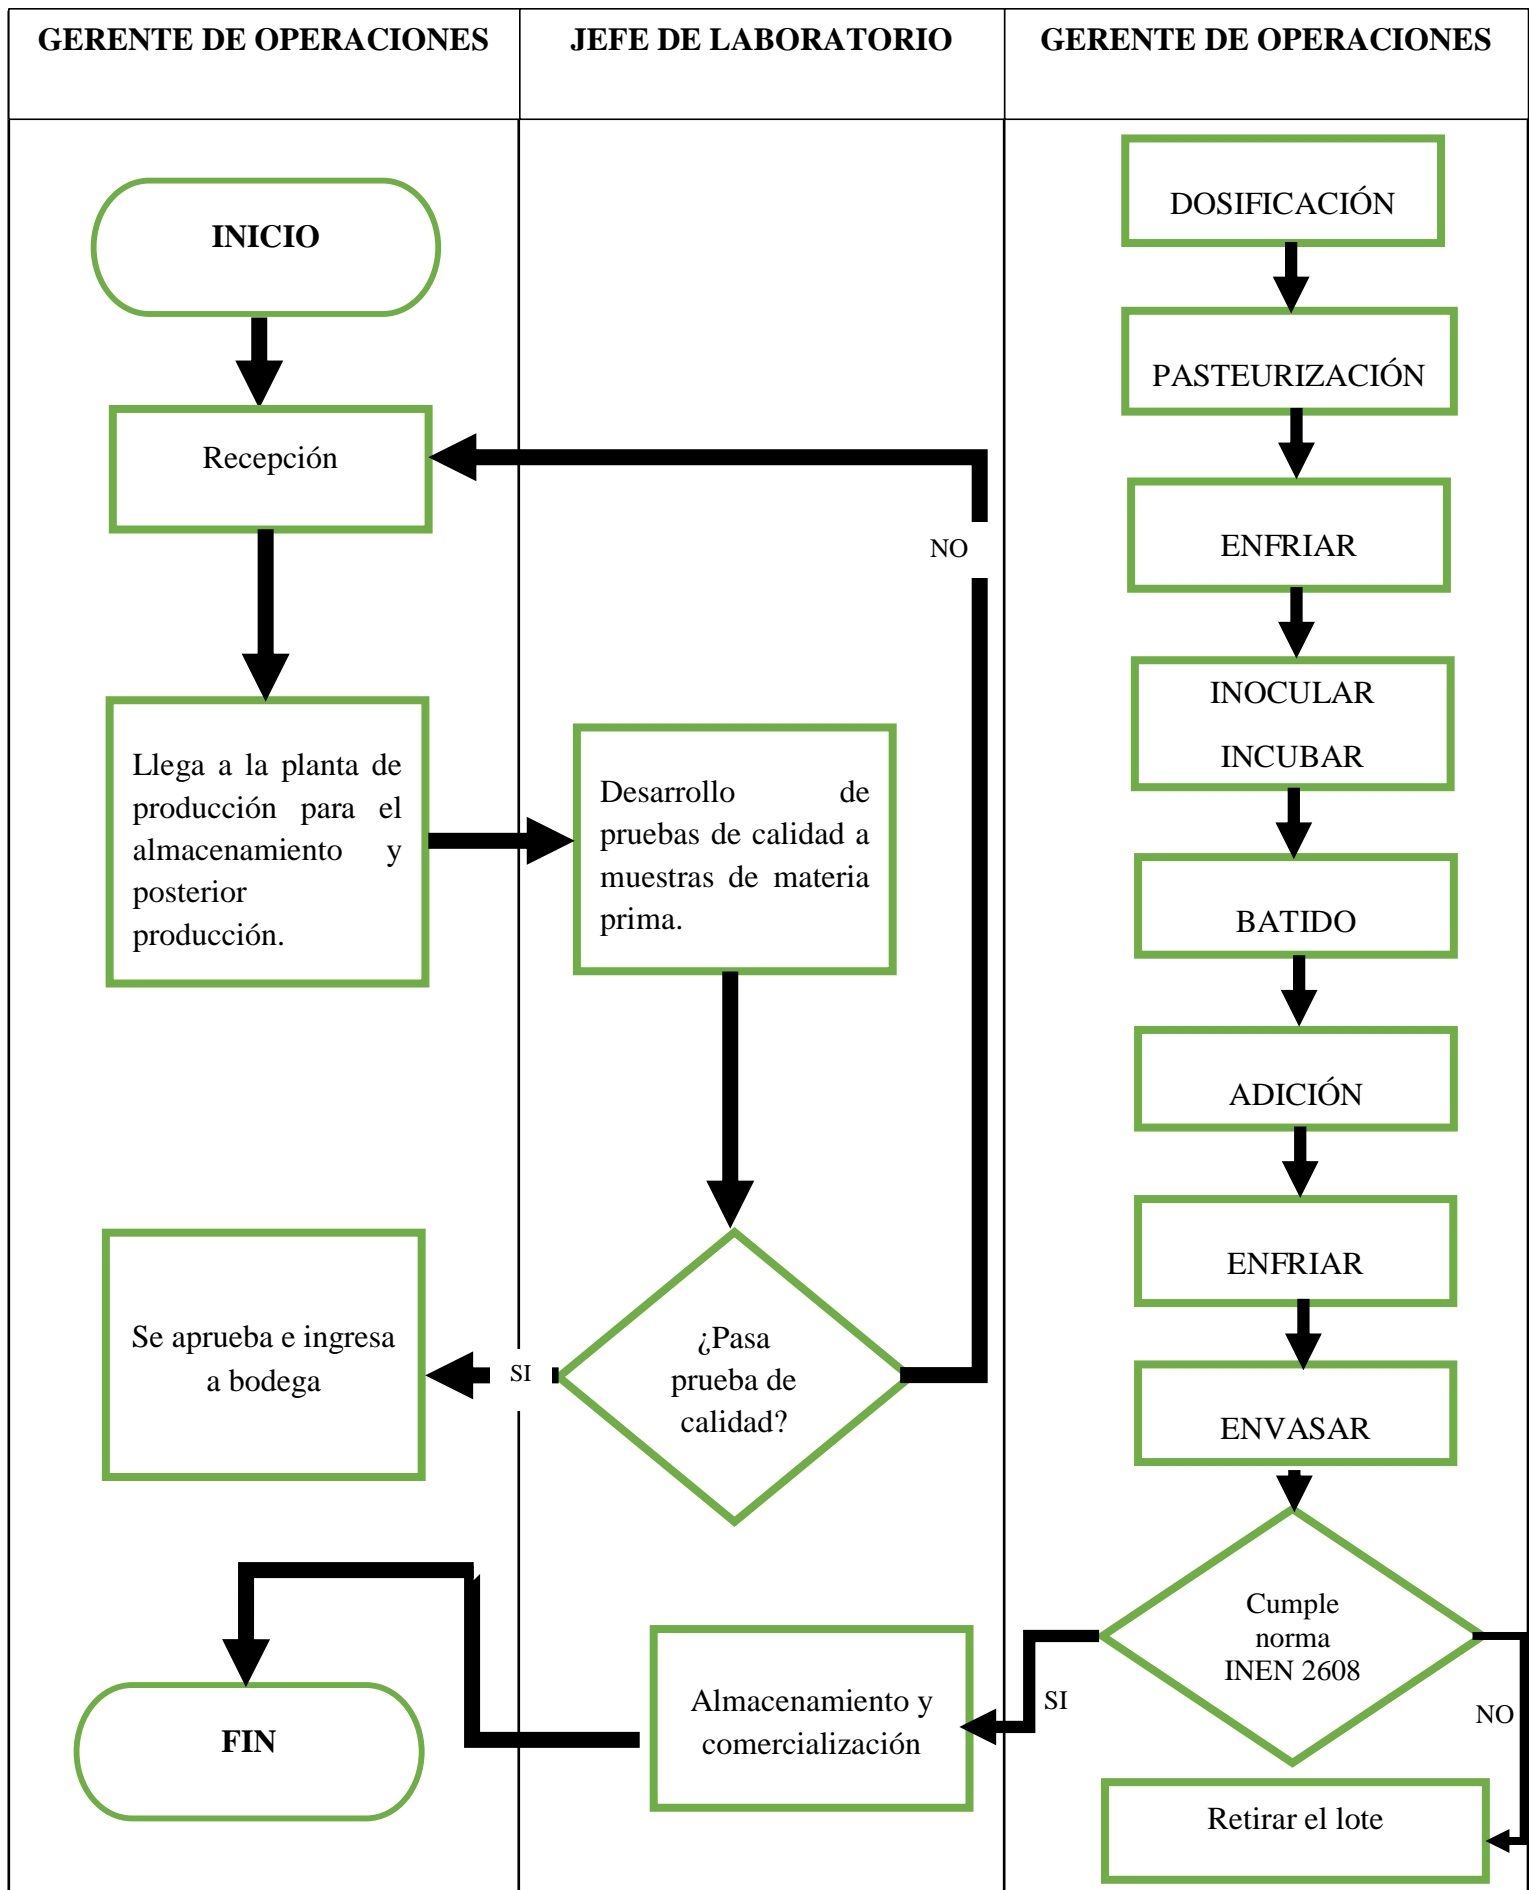 GERENTE DE OPERACIONES
JEFE DE LABORATORIO
GERENTE DE OPERACIONES
INICIO
Recepción
Llega a la planta de
producción para el
almacenamiento y
posterior
producción.
Desarrollo de
pruebas de calidad a
muestras de materia
prima.
¿Pasa
prueba de
calidad?
NO
SI
Se aprueba e ingresa
a bodega
DOSIFICACIÓN
PASTEURIZACIÓN
ENFRIAR
INOCULAR
INCUBAR
BATIDO
ADICIÓN
ENFRIAR
ENVASAR
Cumple
norma
INEN 2608
SI
NO
Retirar el lote
Almacenamiento y
comercialización
FIN